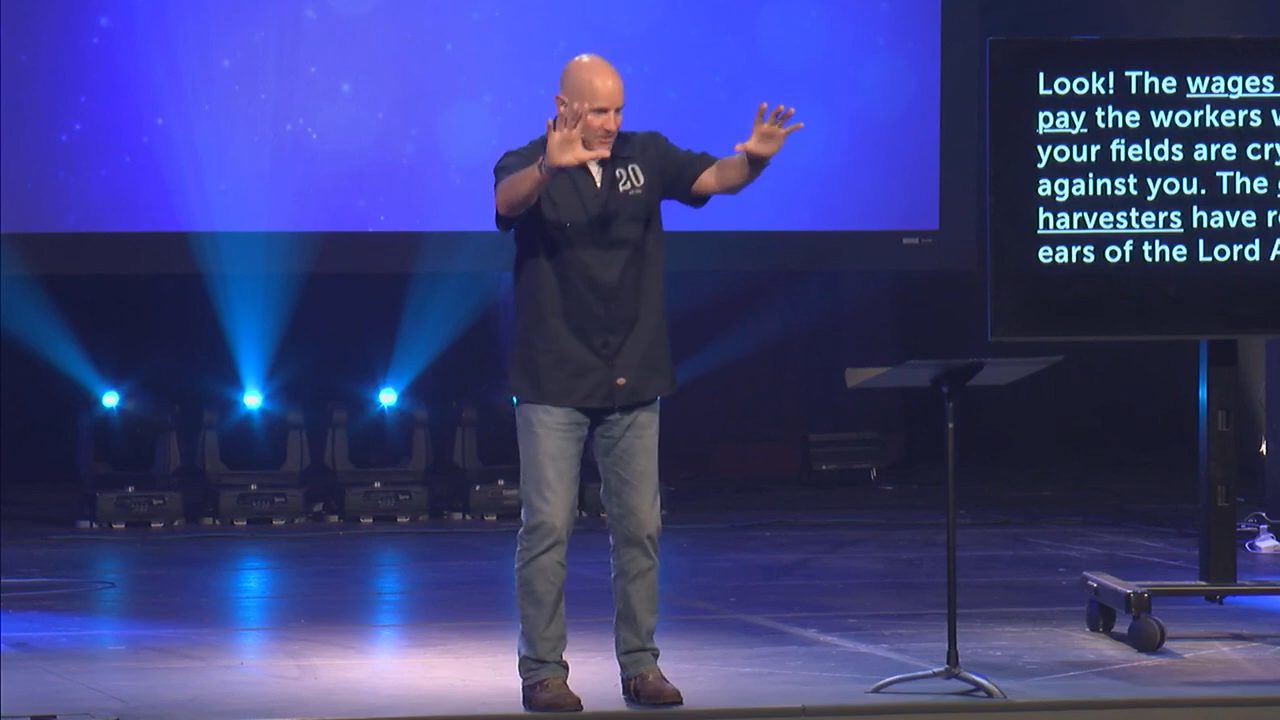 20
Look! The wages
pay the workers
your fields are
against you. The
harvesters have
ears of the Lord